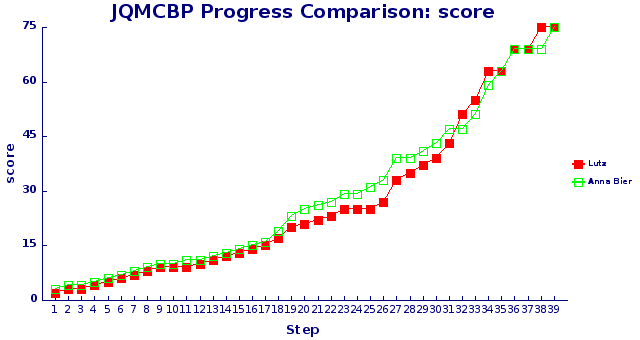 JQMCBP Progress Comparison: score
75
60
45
30
15
0
score
1 2 3 4 5 6 7 8 9 10 11 12 13 14 15 16 17 18 19 20 21 22 23 24 25 26 27 28 29 30 31 32 33 34 35 36 37 38 39
Step
Lutz
Anna Bier